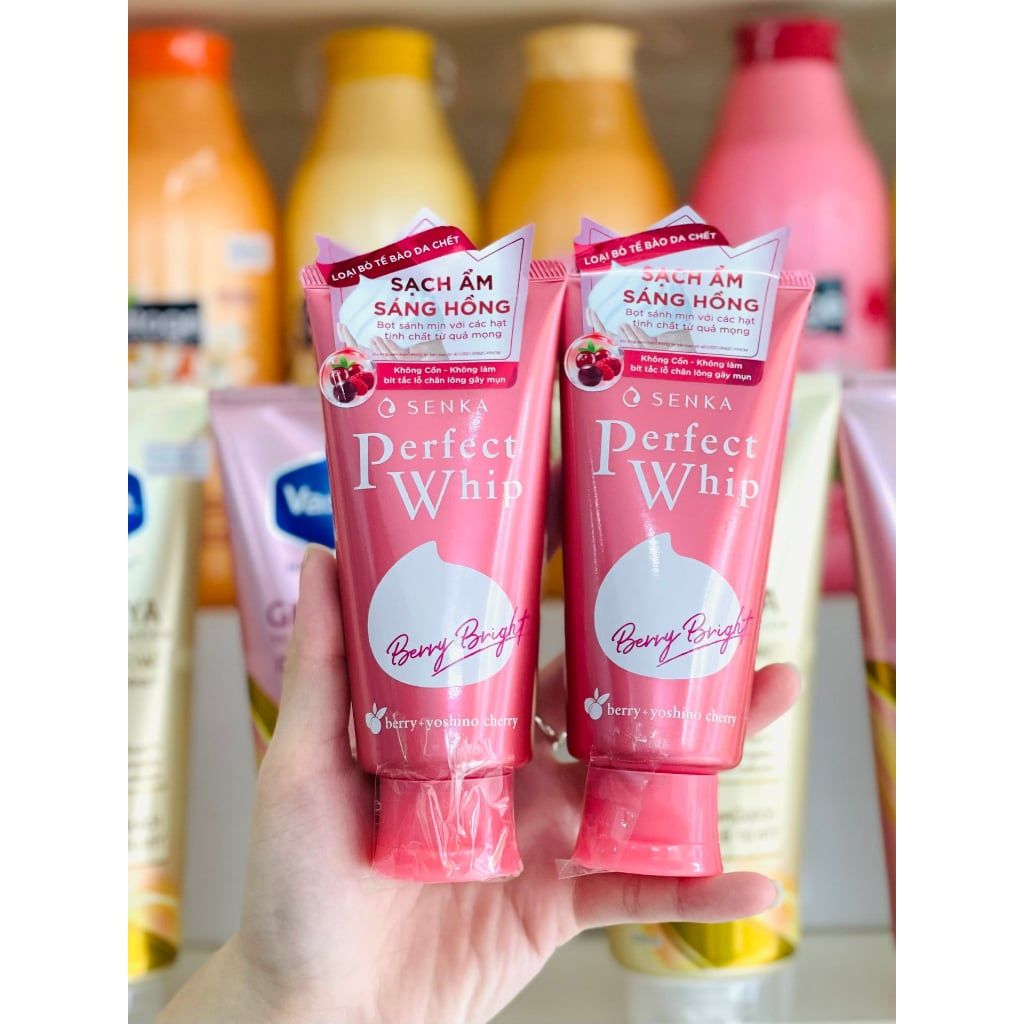 LOẠI BỎ TẾ BÀO DA CHẾT
SẠCH ẨM
SÁNG HỒNG
Bọt sánh mịn với các hạt
tinh chất từ quả mọng
Không Cồn - Không làm
bít tắc lỗ chân lông gây mụn
SENKA
Perfect
Whip
Berry Bright
berry+yoshino cherry
LOẠI BỎ TẾ BÀO DA CHẾT
SẠCH ẨM
SÁNG HỒNG
Bọt sánh mịn với các hạt
tinh chất từ quả mọng
Không Cồn - Không làm
bít tắc lỗ chân lông gây mụn
SENKA
Perfect
Whip
Berry Bright
berry+yoshino cherry